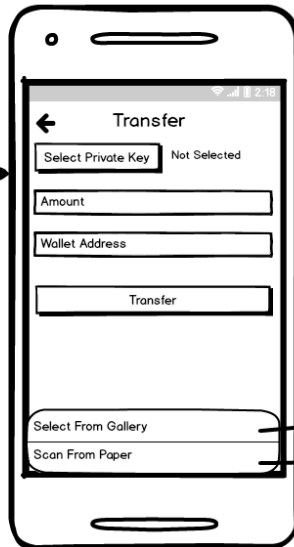 2:18
Transfer
Select Private Key Not Selected
Amount
Wallet Address
Transfer
Select From Gallery
Scan From Paper